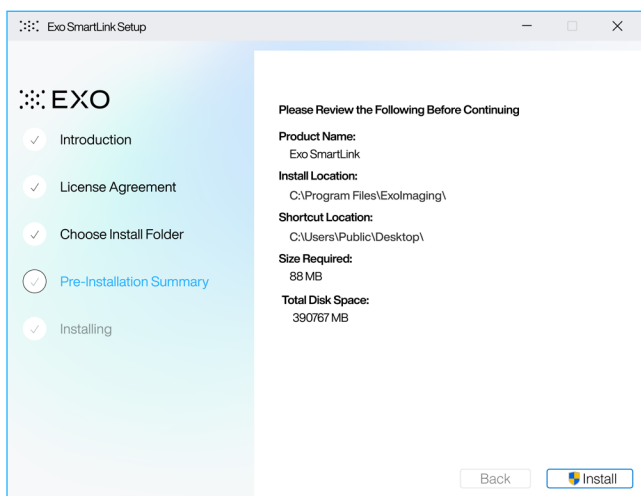 Exo SmartLink Setup
EXO
Introduction
License Agreement
Choose Install Folder
Pre-Installation Summary
Installing
Please Review the Following Before Continuing
Product Name:
Exo SmartLink
Install Location:
C:\Program Files\ExoImaging\
Shortcut Location:
C:\Users\Public\Desktop\
Size Required:
88 MB
Total Disk Space:
390767 MB
Back
Install